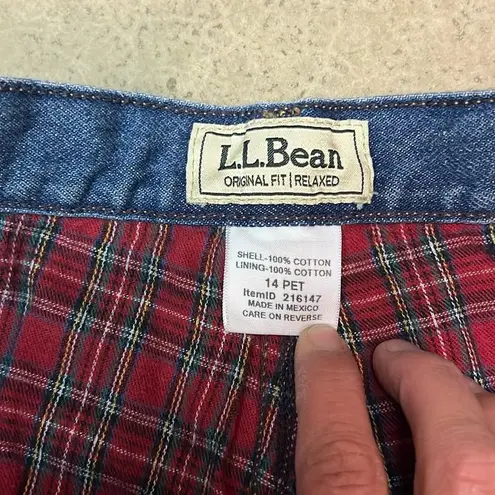 L.L.Bean
ORIGINAL FIT | RELAXED
SHELL-100% COTTON
LINING-100% COTTON
14 PET
ItemID 216147
MADE IN MEXICO
CARE ON REVERSE